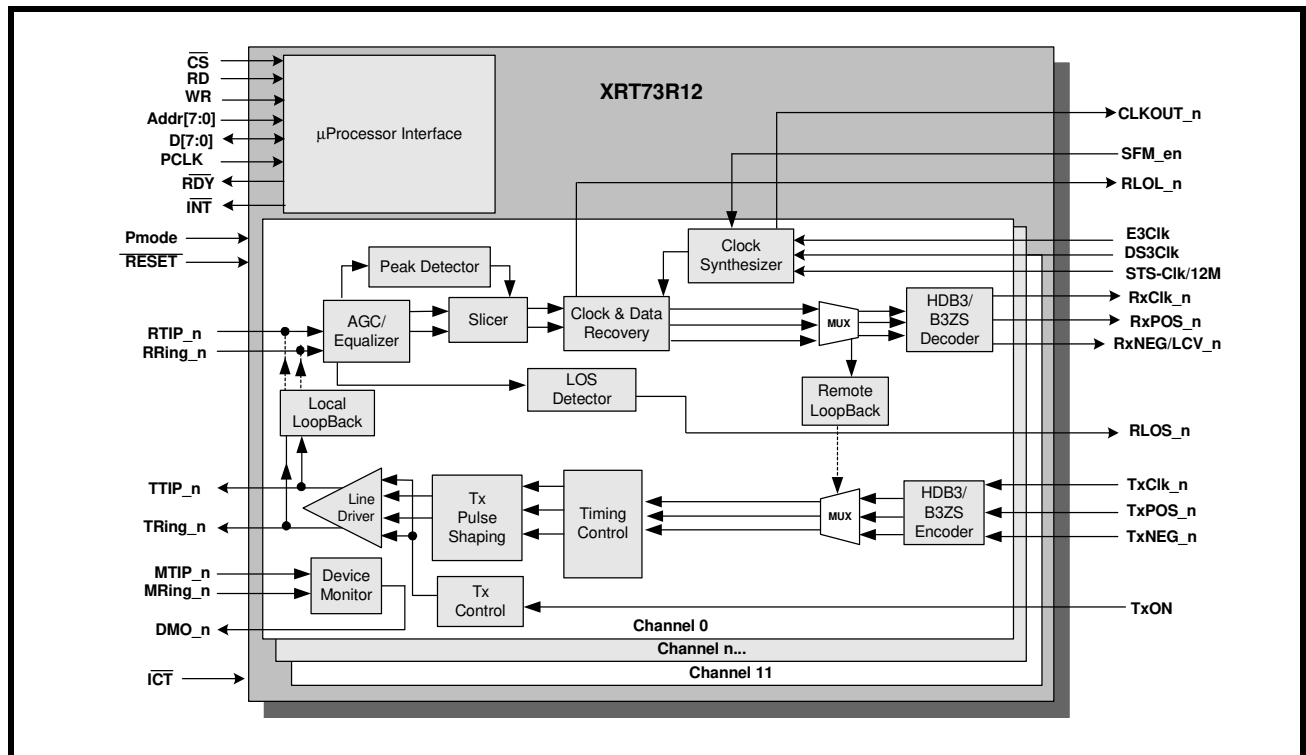 XRT73R12
CS
RD
WR
Addr[7:0]
D[7:0]
PCLK
RDY
INT
Pmode
RESET
μProcessor Interface
CLKOUT_n
SFM_en
RLOL_n
E3Clk
DS3Clk
STS-Clk/12M
RxClk_n
RxPOS_n
RxNEG/LCV_n
Clock
Synthesizer
Peak Detector
RTIP_n
RRing_n
AGC/
Equalizer
Slicer
Clock & Data
Recovery
MUX
HDB3/
B3ZS
Decoder
LOS
Detector
Remote
LoopBack
Local
LoopBack
RLOS_n
TTIP_n
TRing_n
Line
Driver
Tx
Pulse
Shaping
Timing
Control
MUX
HDB3/
B3ZS
Encoder
TxClk_n
TxPOS_n
TxNEG_n
MTIP_n
MRing_n
DMO_n
Device
Monitor
Tx
Control
TxON
Channel 0
Channel n...
Channel 11
ICT